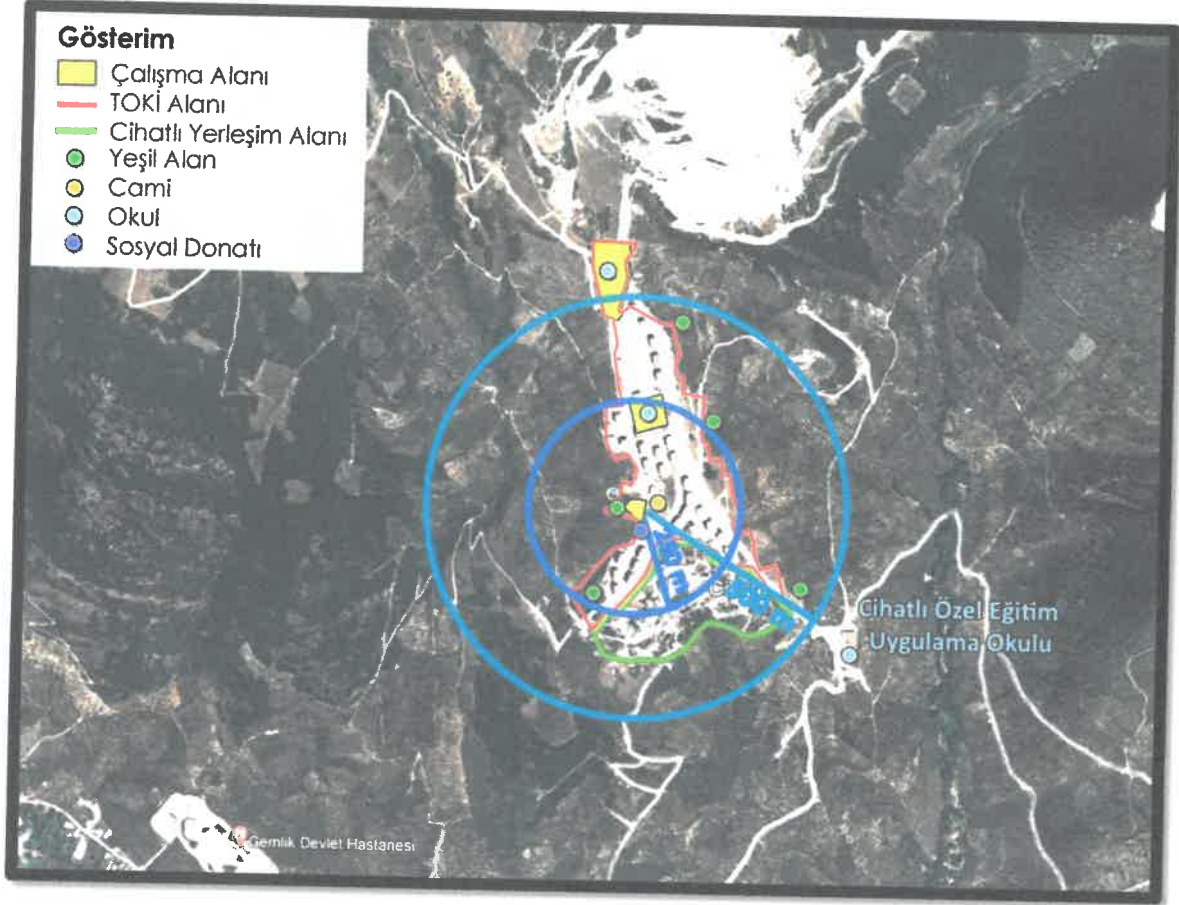 Gösterim
Çalışma Alanı
TOKİ Alanı
Cihatlı Yerleşim Alanı
Yeşil Alan
Cami
Okul
Sosyal Donatı
Cihatlı Özel Eğitim
Uygulama Okulu
Gemlik Devlet Hastanesi